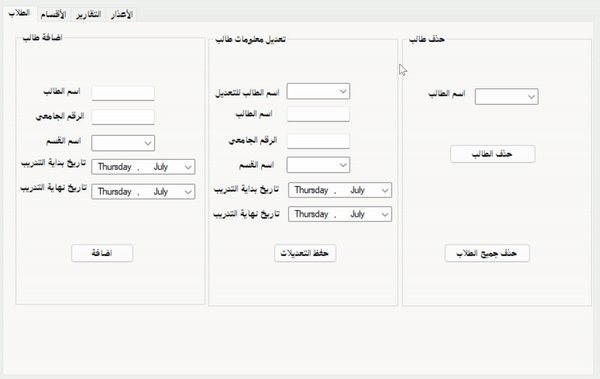 الطلاب
الأقسام
التقارير
الأعذار
اضافة طالب
اسم الطالب
الرقم الجامعي
اسم القسم
تاريخ بداية التدريب
Thursday , July
تاريخ نهاية التدريب
Thursday , July
اضافة
تعديل معلومات طالب
اسم الطالب للتعديل
اسم الطالب
الرقم الجامعي
اسم القسم
تاريخ بداية التدريب
Thursday , July
تاريخ نهاية التدريب
Thursday , July
حفظ التعديلات
حذف طالب
اسم الطالب
حذف الطالب
حذف جميع الطلاب